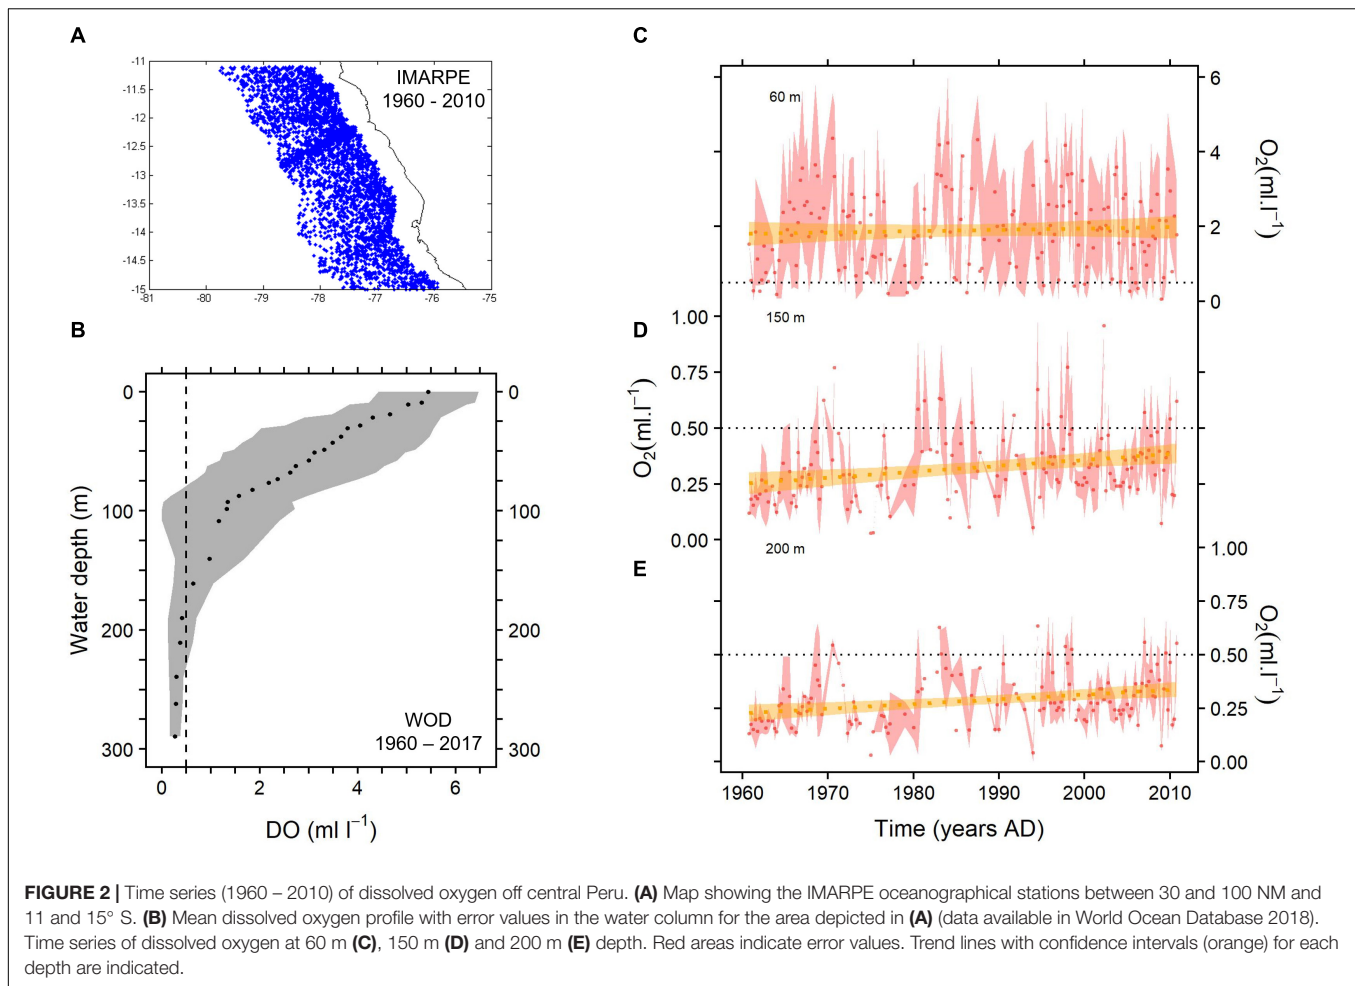 A
IMARPE
1960 - 2010
-11
-11.5
-12
-12.5
-13
-13.5
-14
-14.5
-15
-81
-80
-79
-78
-77
-76
-75
B
0
100
200
300
0
100
200
300
Water depth (m)
WOD
1960 – 2017
0
2
4
6
DO (ml l⁻¹)
C
60 m
6
4
2
0
O₂(ml.l⁻¹)
150 m
D
1.00
0.75
0.50
0.25
0.00
O₂(ml.l⁻¹)
200 m
E
1.00
0.75
0.50
0.25
0.00
O₂(ml.l⁻¹)
1960
1970
1980
1990
2000
2010
Time (years AD)
FIGURE 2 | Time series (1960 – 2010) of dissolved oxygen off central Peru. (A) Map showing the IMARPE oceanographical stations between 30 and 100 NM and
11 and 15° S. (B) Mean dissolved oxygen profile with error values in the water column for the area depicted in (A) (data available in World Ocean Database 2018).
Time series of dissolved oxygen at 60 m (C), 150 m (D) and 200 m (E) depth. Red areas indicate error values. Trend lines with confidence intervals (orange) for each
depth are indicated.